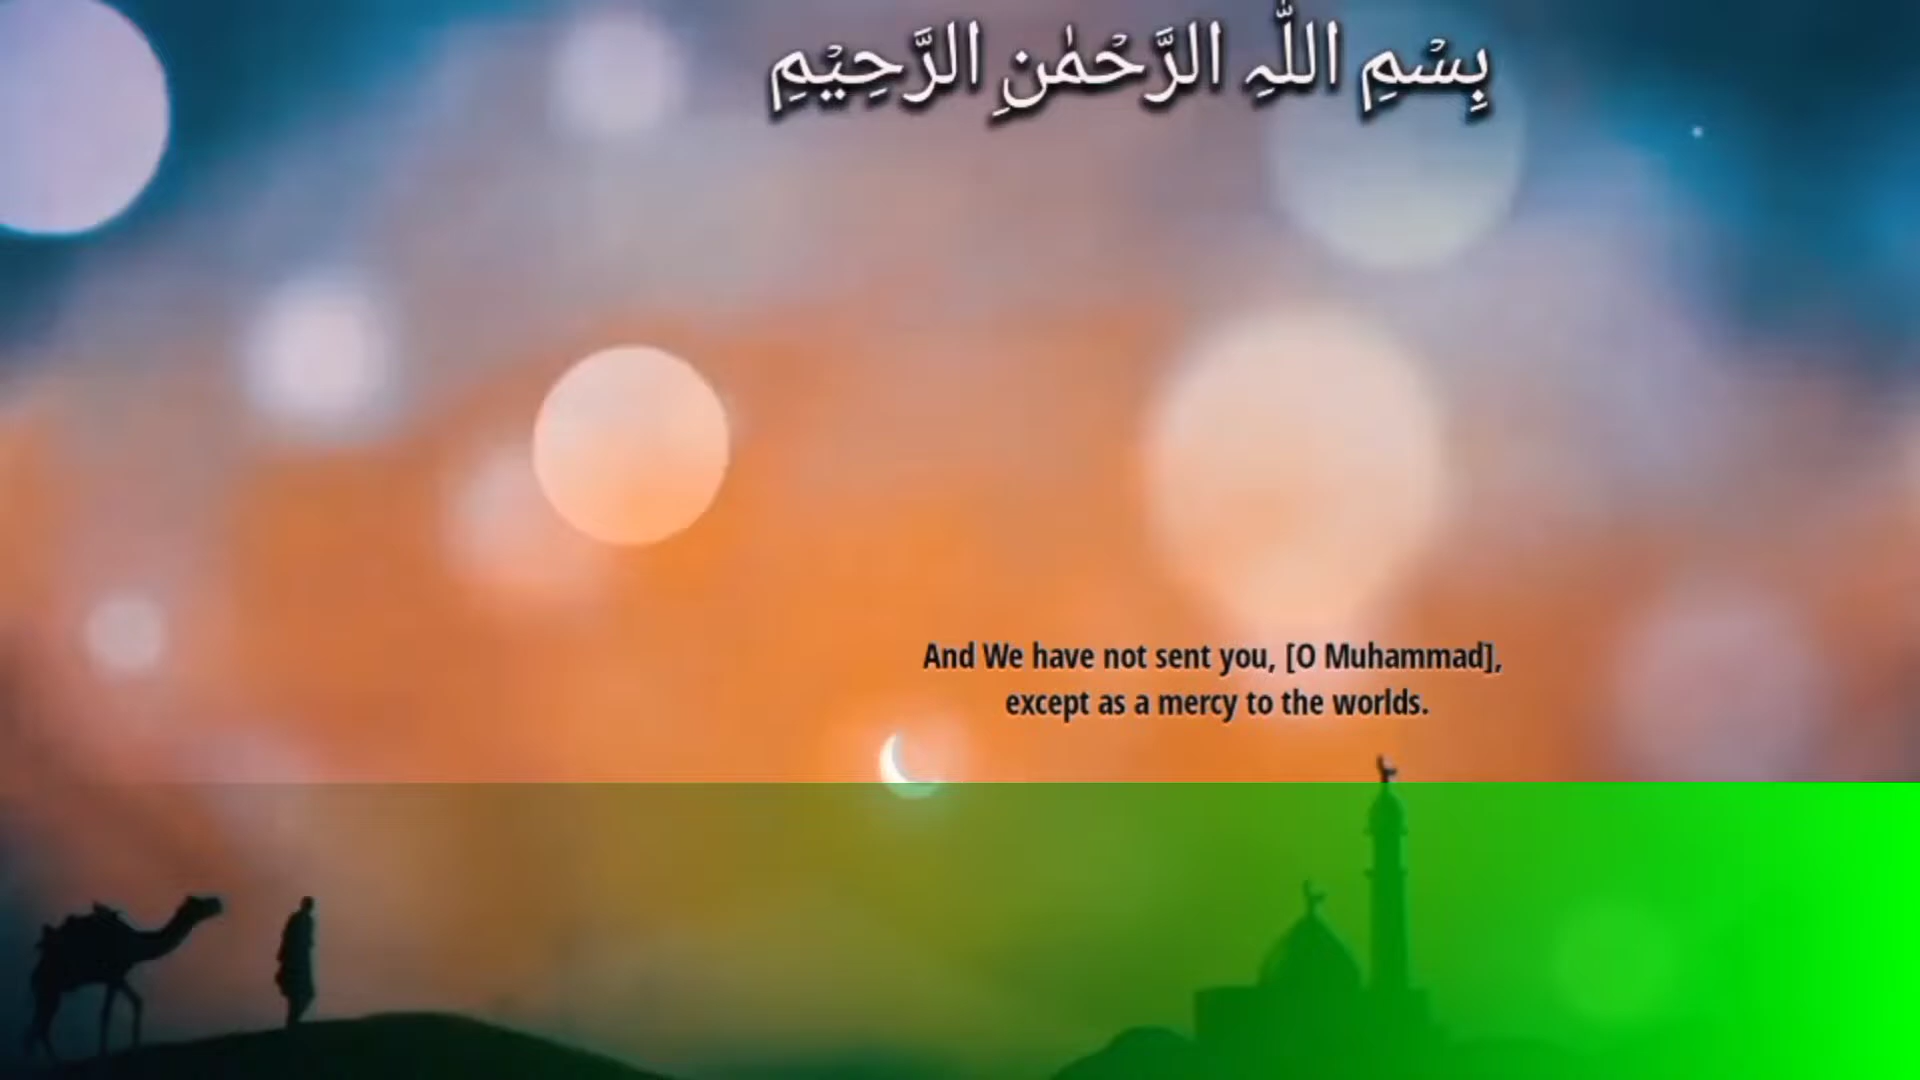 بِسْمِ اللّٰہِ الرَّحْمٰنِ الرَّحِیْمِ
And We have not sent you, [O Muhammad],
except as a mercy to the worlds.